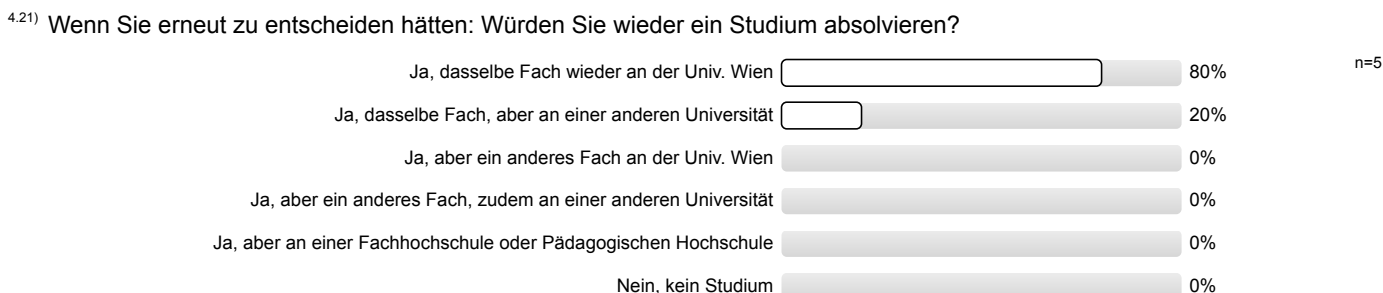 4.21) Wenn Sie erneut zu entscheiden hätten: Würden Sie wieder ein Studium absolvieren?
Ja, dasselbe Fach wieder an der Univ. Wien 80% n=5
Ja, dasselbe Fach, aber an einer anderen Universität 20%
Ja, aber ein anderes Fach an der Univ. Wien 0%
Ja, aber ein anderes Fach, zudem an einer anderen Universität 0%
Ja, aber an einer Fachhochschule oder Pädagogischen Hochschule 0%
Nein, kein Studium 0%